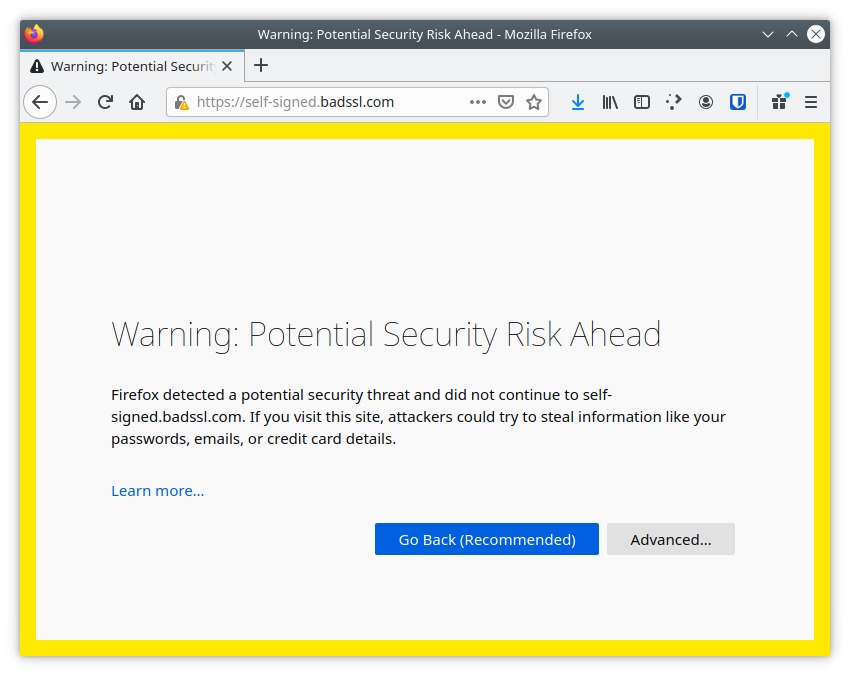 Warning: Potential Security Risk Ahead - Mozilla Firefox
Warning: Potential Securit
https://self-signed.badssl.com
Warning: Potential Security Risk Ahead
Firefox detected a potential security threat and did not continue to self-
signed.badssl.com. If you visit this site, attackers could try to steal information like your
passwords, emails, or credit card details.
Learn more...
Go Back (Recommended)
Advanced...